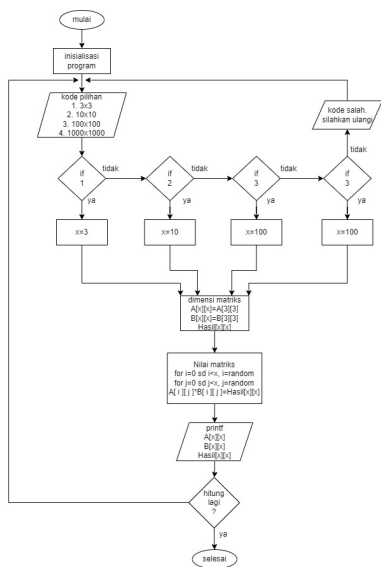 mulai
inisialisasi
program
kode pilihan
1. 3x3
2. 10x10
3. 100x100
4. 1000x1000
kode salah.
silahkan ulangi
tidak
if
1
tidak
if
2
tidak
if
3
tidak
if
3
ya
ya
ya
ya
x=3
x=10
x=100
x=100
dimensi matriks
A[x][x]=A[3][3]
B[x][x]=B[3][3]
Hasil[x][x]
Nilai matriks
for i=0 sd i<x, i=random
for j=0 sd j<x, j=random
A[ i ][ j ]*B[ i ][ j ]=Hasil[x][x]
printf
A[x][x]
B[x][x]
Hasil[x][x]
hitung
lagi
?
ya
selesai